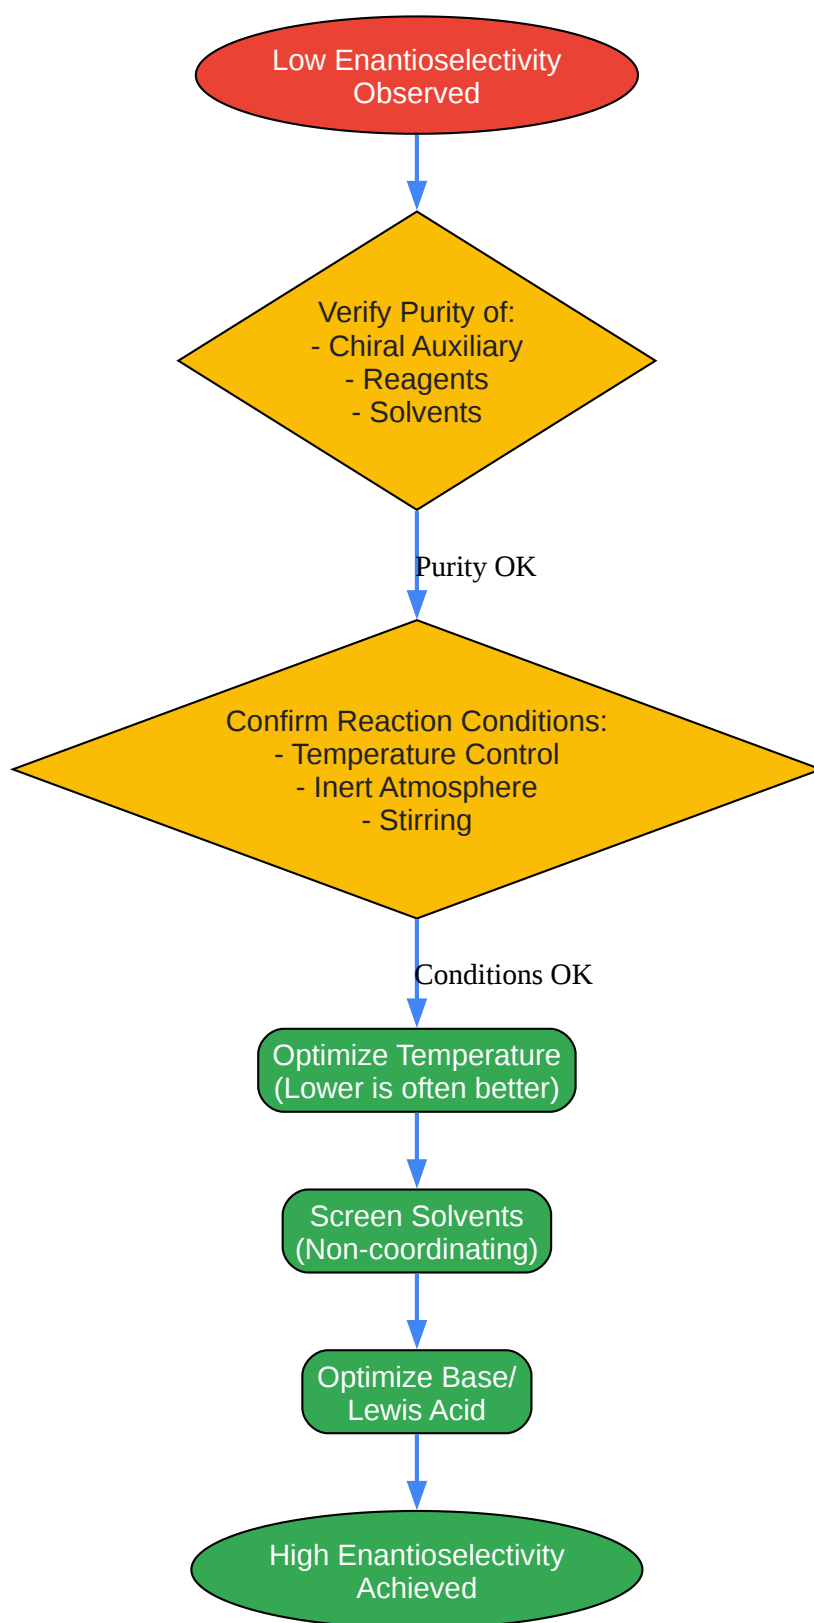 Low Enantioselectivity
Observed
Verify Purity of:
- Chiral Auxiliary
- Reagents
- Solvents
Purity OK
Confirm Reaction Conditions:
- Temperature Control
- Inert Atmosphere
- Stirring
Conditions OK
Optimize Temperature
(Lower is often better)
Screen Solvents
(Non-coordinating)
Optimize Base/
Lewis Acid
High Enantioselectivity
Achieved